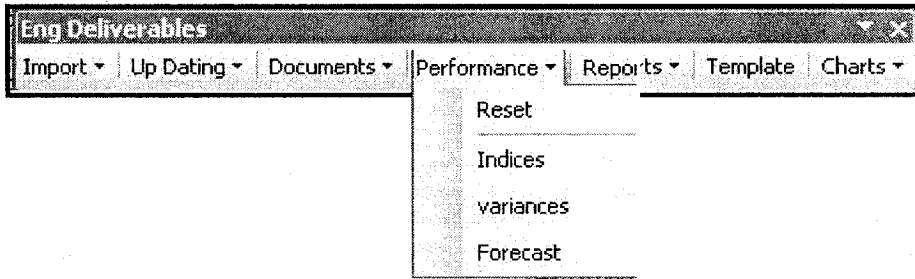 Eng Deliverables
Import Up Dating Documents Performance Reports Template Charts
Reset
Indices
variances
Forecast